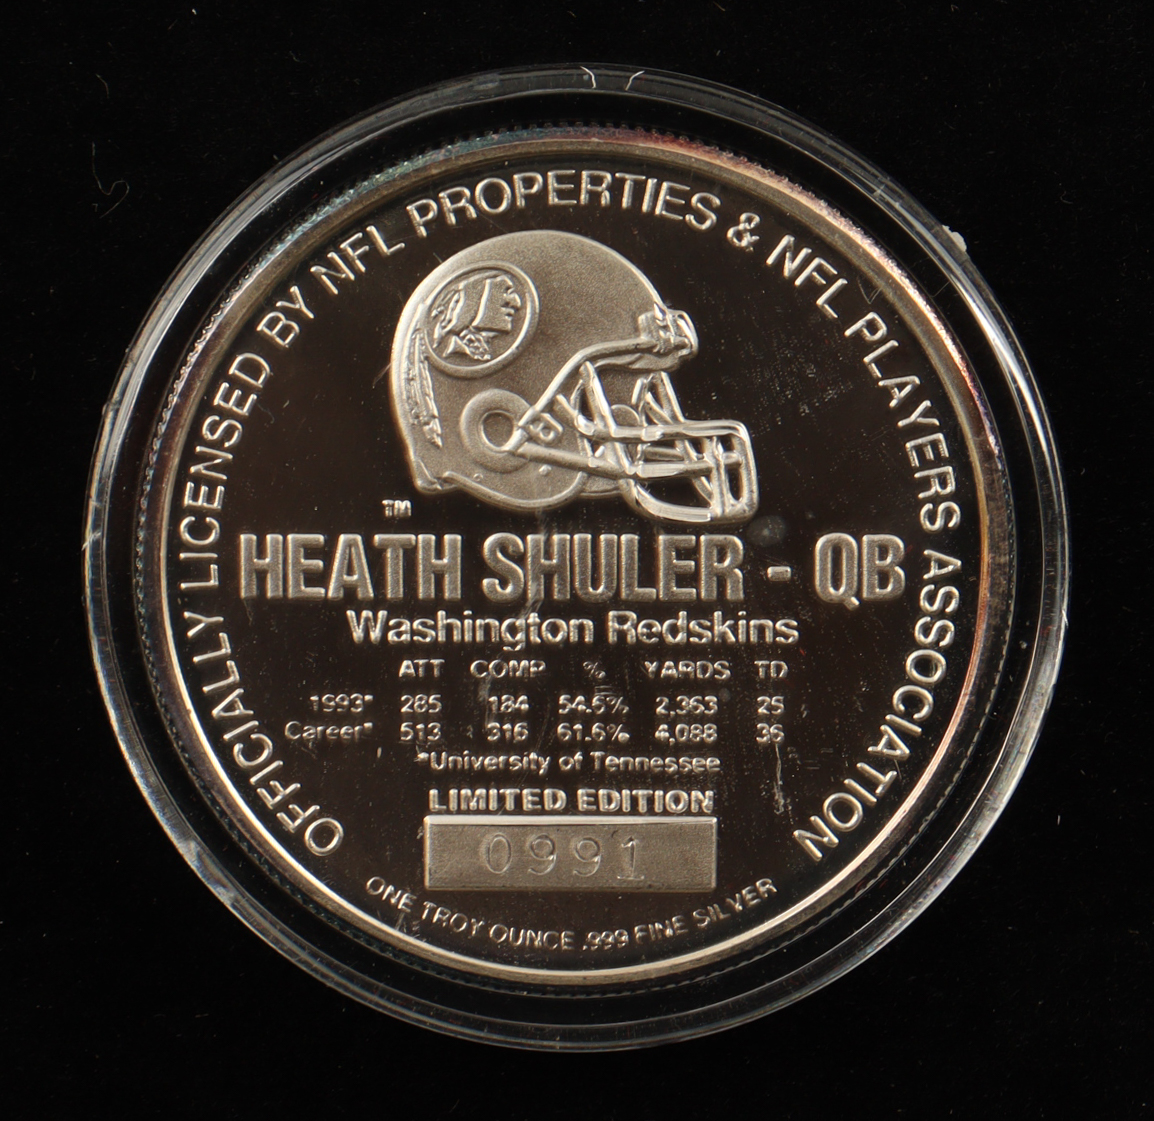 OFFICIALLY LICENSED BY NFL PROPERTIES & NFL PLAYERS ASSOCIATION
TM
HEATH SHULER - QB
Washington Redskins
ATT COMP % YARDS TD
1993* 285 184 54.6% 2,363 25
Career* 513 316 61.6% 4,088 36
*University of Tennessee
LIMITED EDITION
0991
ONE TROY OUNCE .999 FINE SILVER